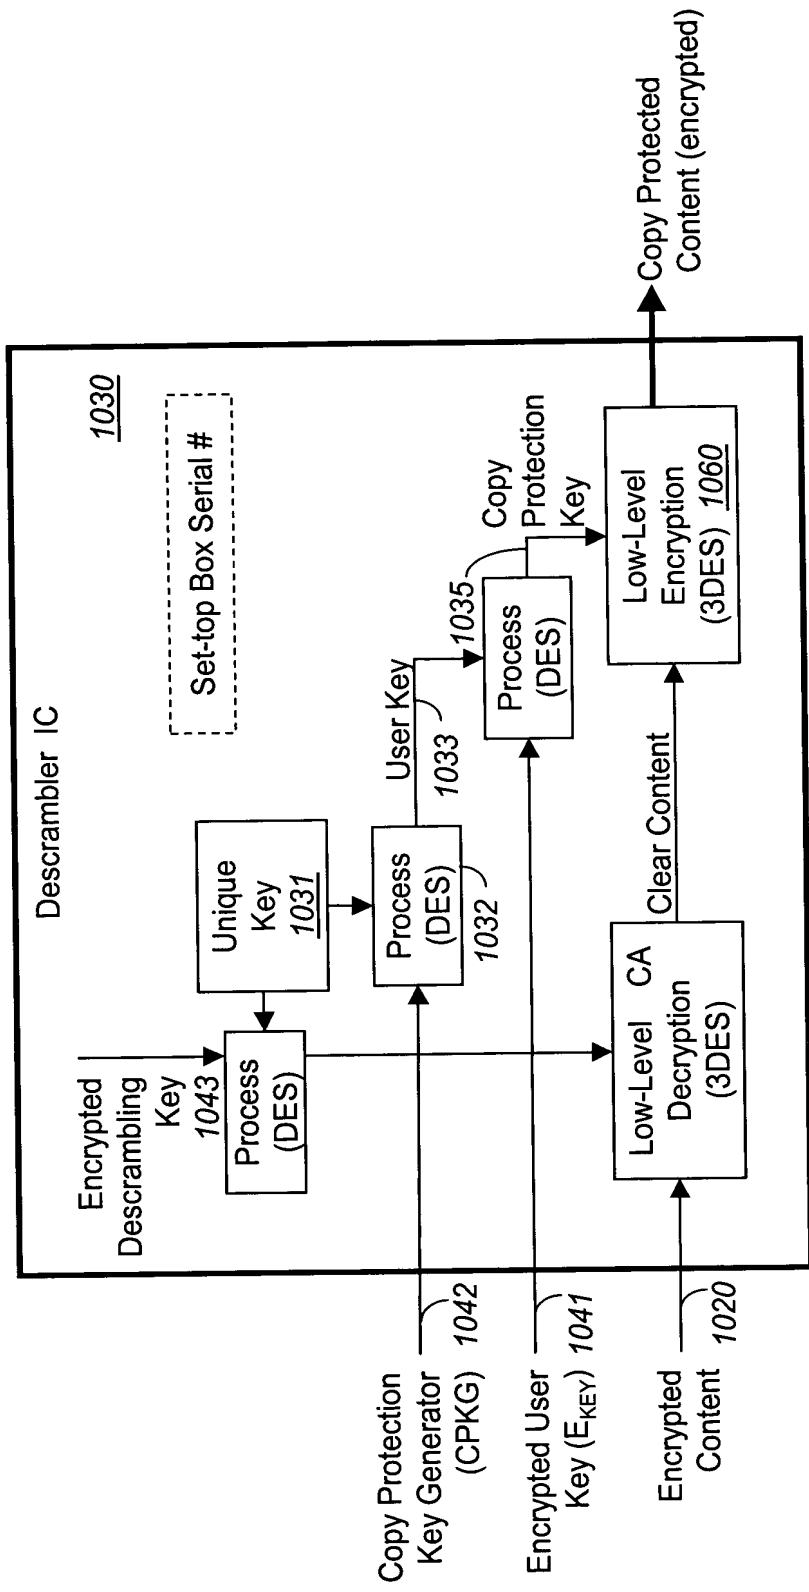 Descrambler IC
1030
Set-top Box Serial #
Encrypted
Descrambling
Key
1043
Process
(DES)
Unique
Key
1031
Copy Protection
Key Generator
(CPKG)
1042
Process
(DES)
1032
User Key
1033
Encrypted User
Key (EKEY)
1041
Process
(DES)
1035
Copy
Protection
Key
Encrypted
Content
1020
Low-Level CA
Decryption
(3DES)
Clear Content
Low-Level
Encryption
(3DES) 1060
Copy Protected
Content (encrypted)